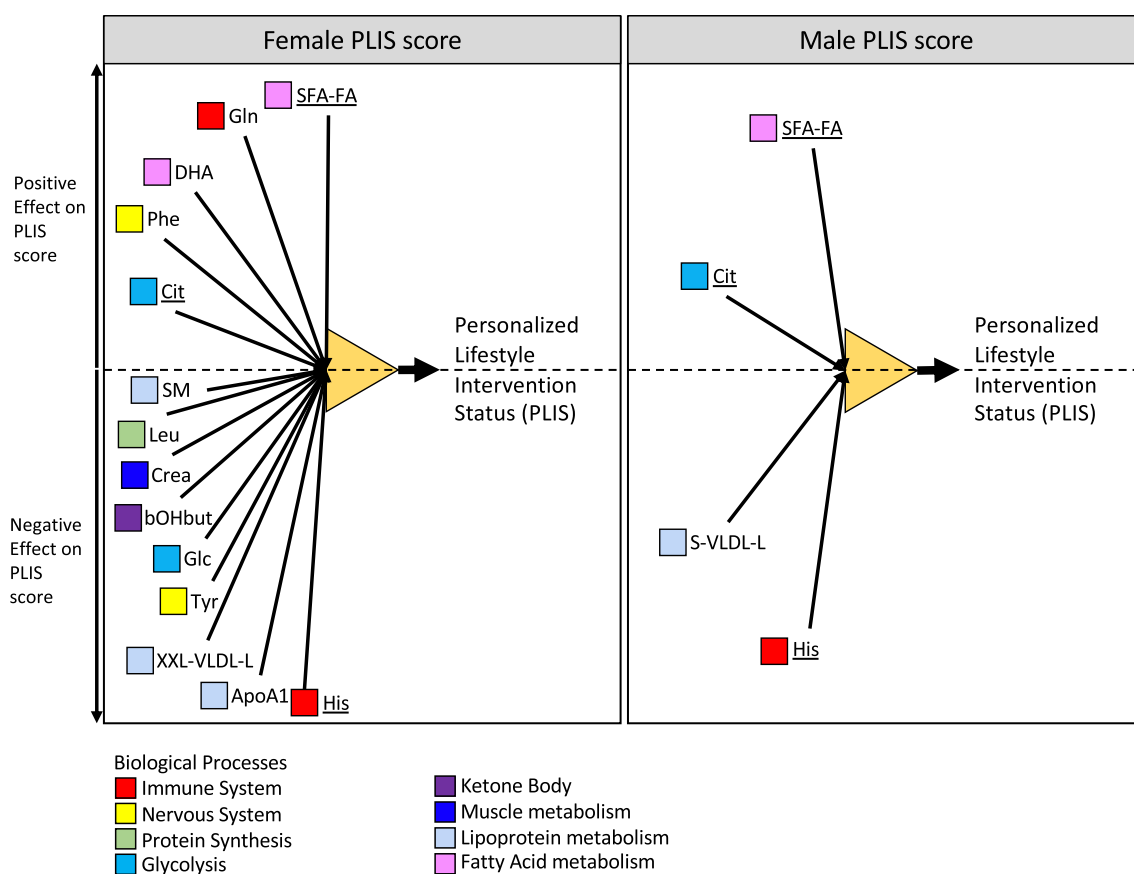 Female PLIS score
Male PLIS score
Positive
Effect on
PLIS
score
Negative
Effect on
PLIS
score
SFA-FA
Gln
DHA
Phe
Cit
SM
Leu
Crea
bOHbut
Glc
Tyr
XXL-VLDL-L
ApoA1
His
Personalized
Lifestyle
Intervention
Status (PLIS)
SFA-FA
Cit
S-VLDL-L
His
Personalized
Lifestyle
Intervention
Status (PLIS)
Biological Processes
Immune System
Nervous System
Protein Synthesis
Glycolysis
Ketone Body
Muscle metabolism
Lipoprotein metabolism
Fatty Acid metabolism